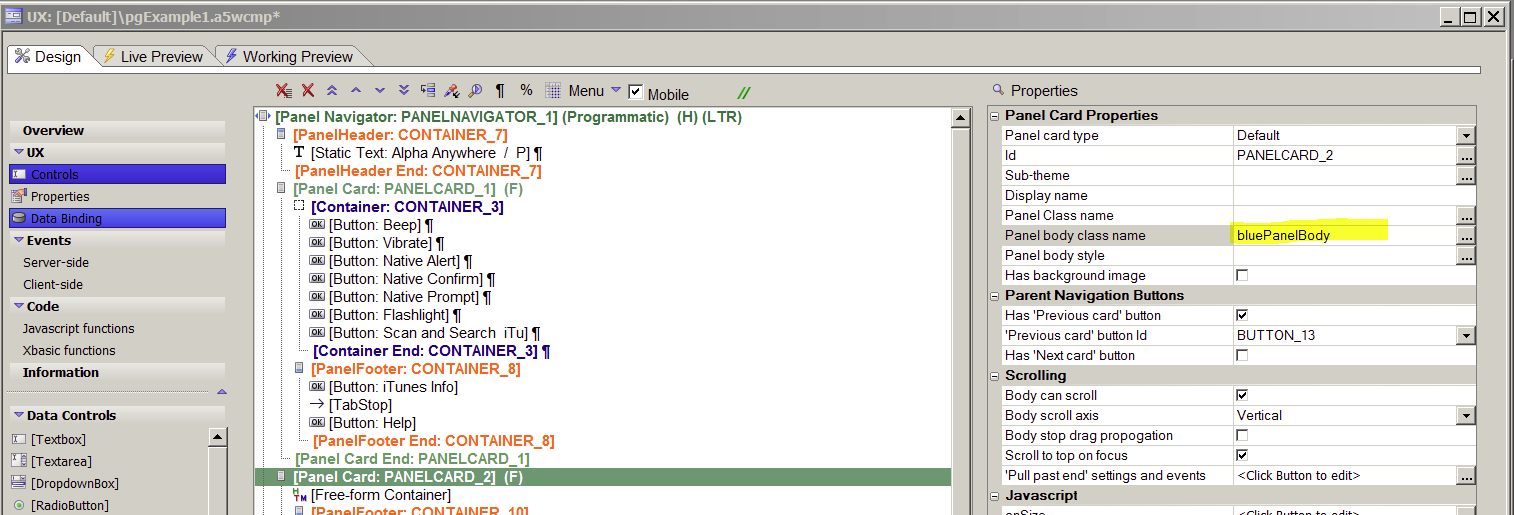 UX: [Default]\pgExample1.a5wcmp*
Design
Live Preview
Working Preview
Menu
Mobile
Overview
UX
Controls
Properties
Data Binding
Events
Server-side
Client-side
Code
Javascript functions
Xbasic functions
Information
Data Controls
[Textbox]
[Textarea]
[DropdownBox]
[RadioButton]
[Panel Navigator: PANELNAVIGATOR_1] (Programmatic) (H) (LTR)
[PanelHeader: CONTAINER_7]
T [Static Text: Alpha Anywhere / P] ¶
[PanelHeader End: CONTAINER_7]
[Panel Card: PANELCARD_1] (F)
[Container: CONTAINER_3]
OK [Button: Beep] ¶
OK [Button: Vibrate] ¶
OK [Button: Native Alert] ¶
OK [Button: Native Confirm] ¶
OK [Button: Native Prompt] ¶
OK [Button: Flashlight] ¶
OK [Button: Scan and Search iTu] ¶
[Container End: CONTAINER_3] ¶
[PanelFooter: CONTAINER_8]
OK [Button: iTunes Info]
[TabStop]
OK [Button: Help]
[PanelFooter End: CONTAINER_8]
[Panel Card End: PANELCARD_1]
[Panel Card: PANELCARD_2] (F)
[Free-form Container]
[PanelFooter: CONTAINER_10]
Properties
Panel Card Properties
Panel card type Default
Id PANELCARD_2
Sub-theme
Display name
Panel Class name
Panel body class name bluePanelBody
Panel body style
Has background image
Parent Navigation Buttons
Has 'Previous card' button
'Previous card' button Id BUTTON_13
Has 'Next card' button
Scrolling
Body can scroll
Body scroll axis Vertical
Body stop drag propogation
Scroll to top on focus
'Pull past end' settings and events <Click Button to edit>
Javascript
onSize <Click Button to edit>